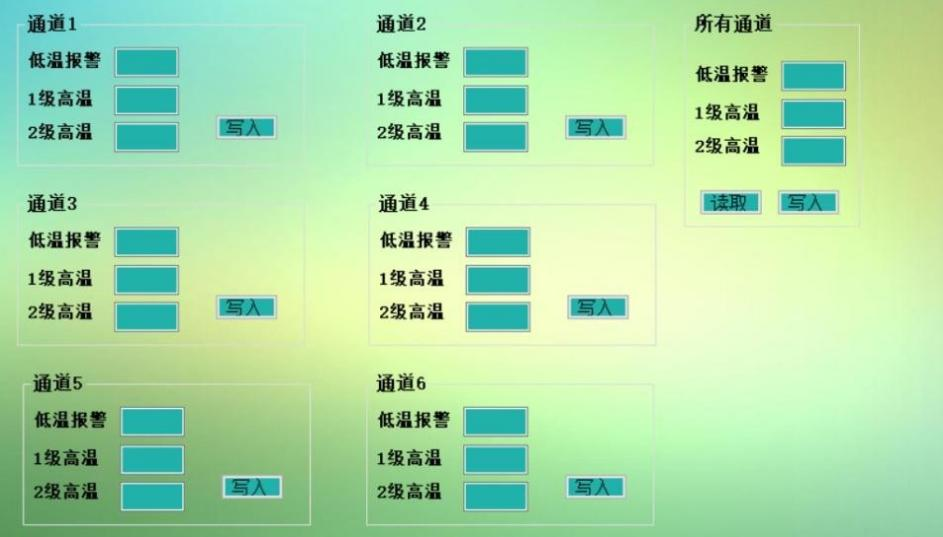 通道1
低温报警
1级高温
2级高温
写入
通道2
低温报警
1级高温
2级高温
写入
所有通道
低温报警
1级高温
2级高温
读取
写入
通道3
低温报警
1级高温
2级高温
写入
通道4
低温报警
1级高温
2级高温
写入
通道5
低温报警
1级高温
2级高温
写入
通道6
低温报警
1级高温
2级高温
写入